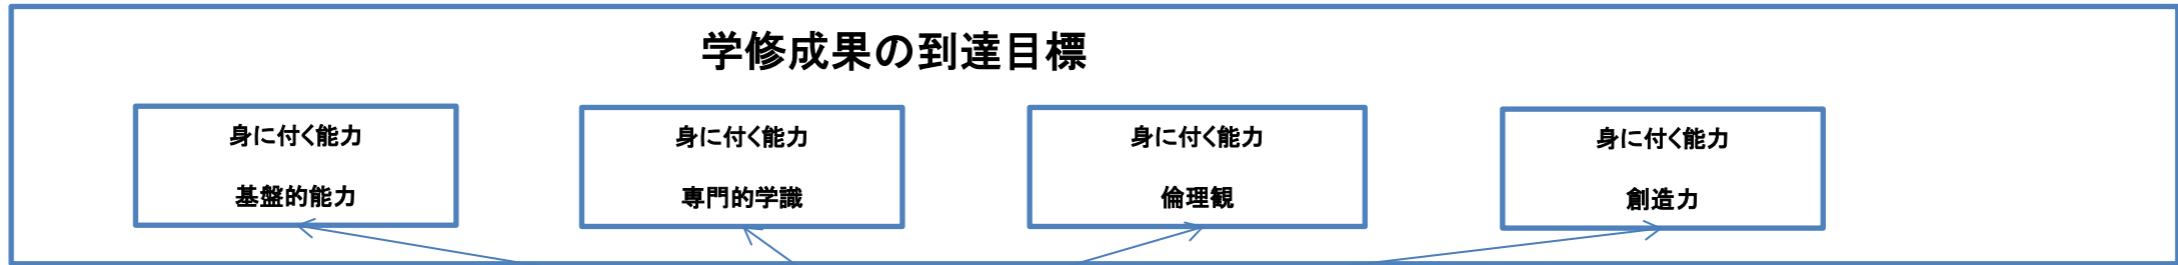 学修成果の到達目標
身に付く能力
基盤的能力
身に付く能力
専門的学識
身に付く能力
倫理観
身に付く能力
創造力